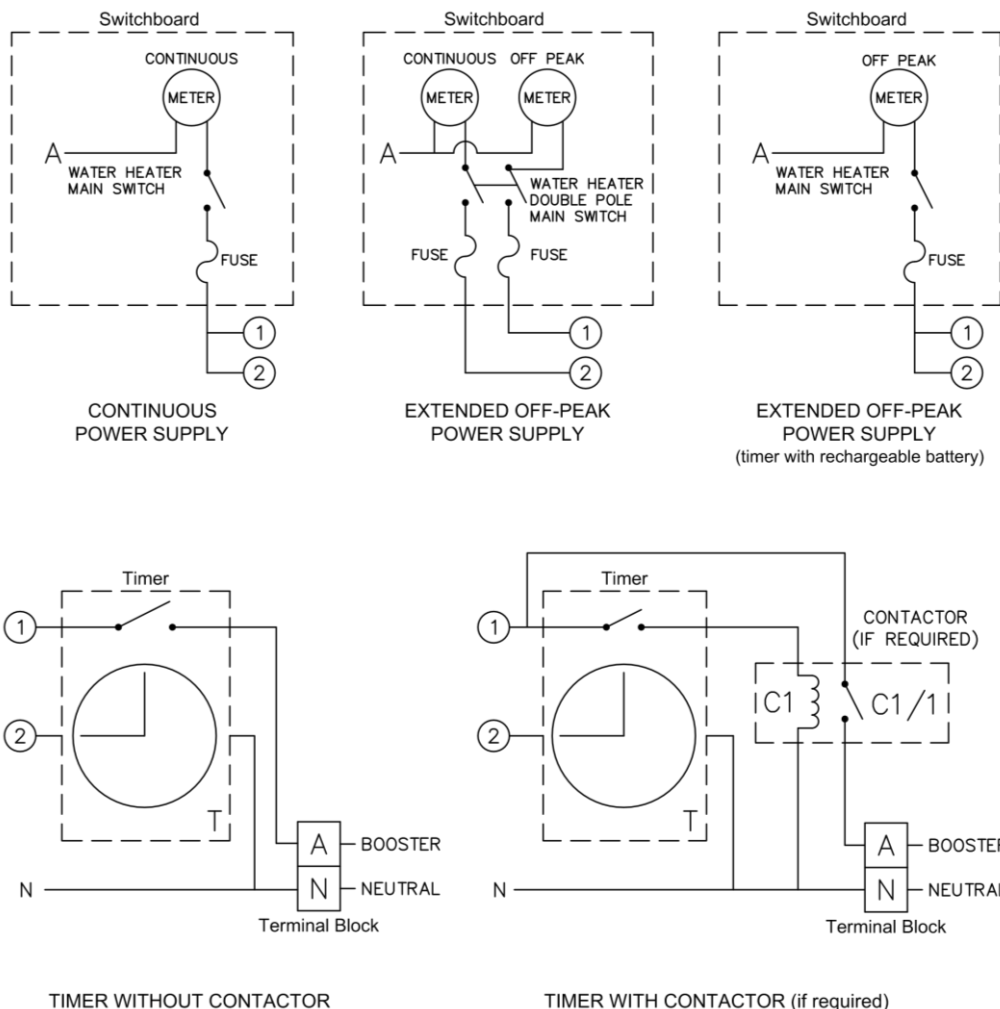 Switchboard
CONTINUOUS
METER
A
WATER HEATER
MAIN SWITCH
FUSE
1
2
CONTINUOUS
POWER SUPPLY
Switchboard
CONTINUOUS OFF PEAK
METER METER
A
WATER HEATER
DOUBLE POLE
MAIN SWITCH
FUSE FUSE
1
2
EXTENDED OFF-PEAK
POWER SUPPLY
Switchboard
OFF PEAK
METER
A
WATER HEATER
MAIN SWITCH
FUSE
1
2
EXTENDED OFF-PEAK
POWER SUPPLY
(timer with rechargeable battery)
Timer
1
2
T
A BOOSTER
N N NEUTRAL
Terminal Block
TIMER WITHOUT CONTACTOR
Timer
1
CONTACTOR
(IF REQUIRED)
C1 C1/1
2
T
A BOOSTER
N N NEUTRAL
Terminal Block
TIMER WITH CONTACTOR (if required)